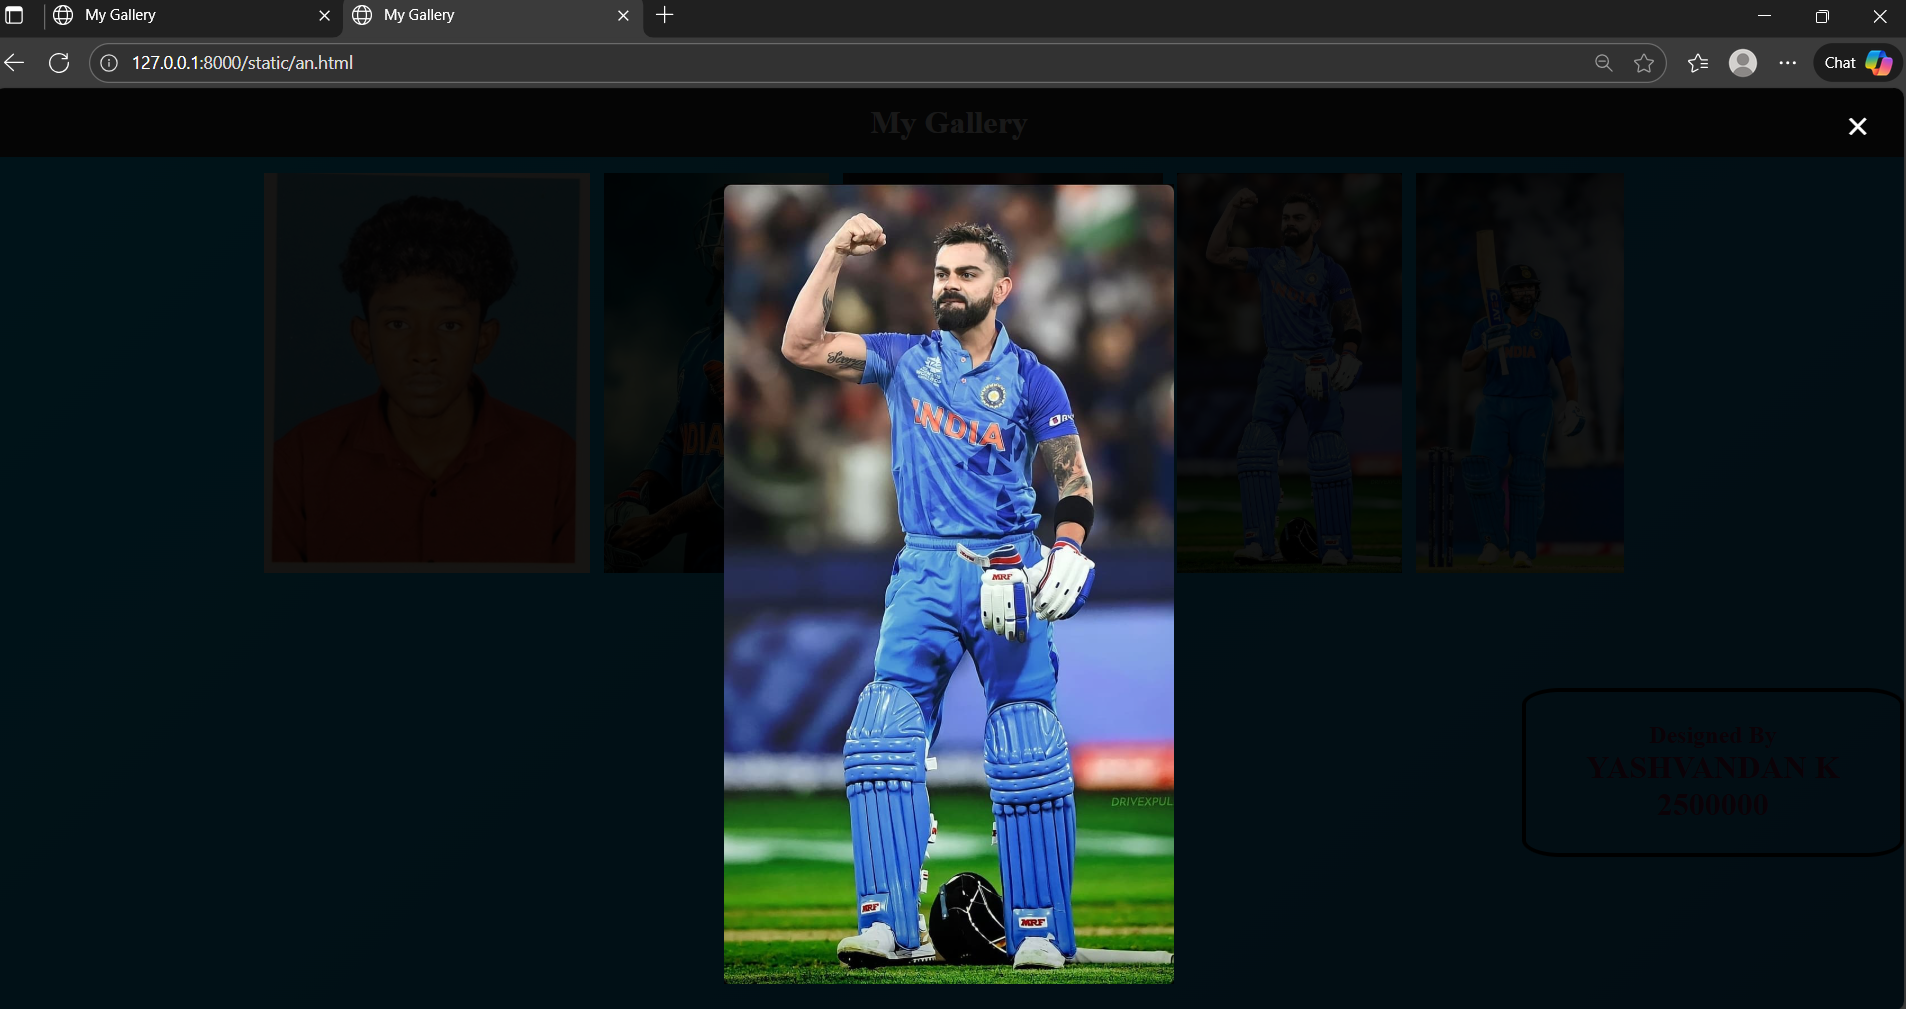 My Gallery
My Gallery
127.0.0.1:8000/static/an.html
Chat
My Gallery
INDIA
MRF
DRIVEXPUL
MRF
MRF
Designed By
YASHVANDAN K
2500000